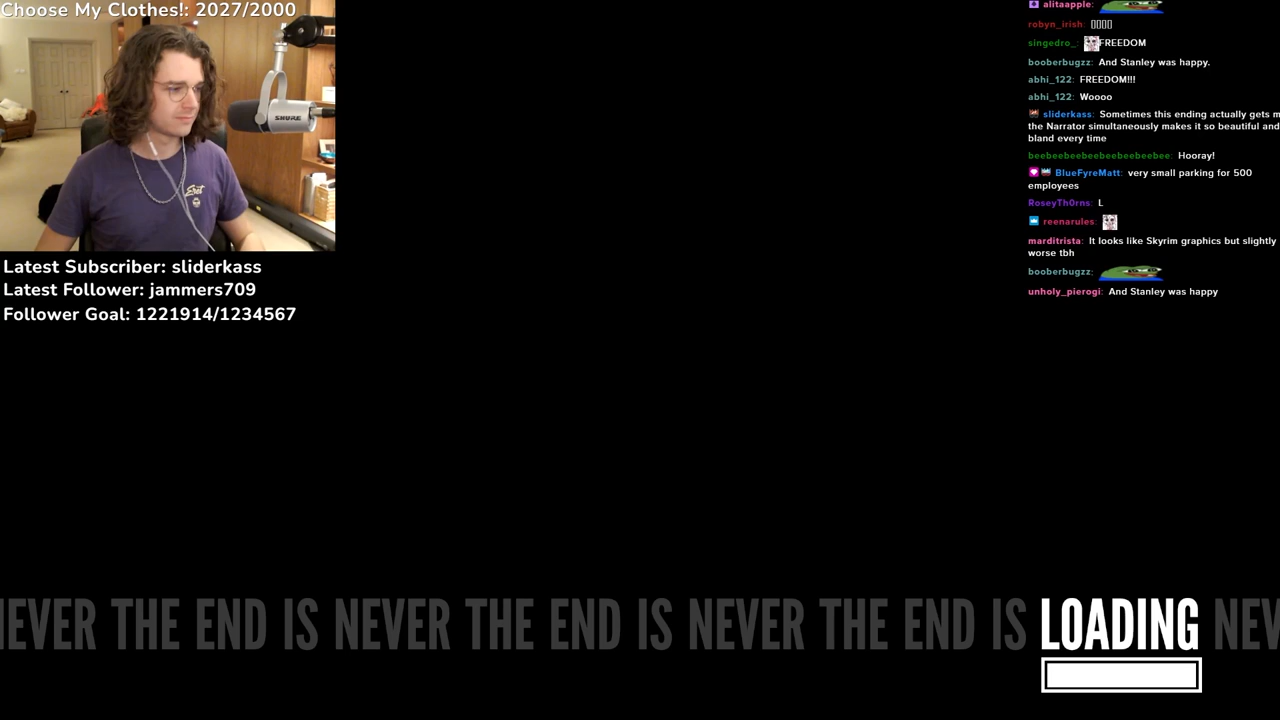 Choose My Clothes!: 2027/2000
SHURE
Eret
Latest Subscriber: sliderkass
Latest Follower: jammers709
Follower Goal: 1221914/1234567
alitaapple:
robyn_irish: 
singedro_: FREEDOM
booberbugzz: And Stanley was happy.
abhi_122: FREEDOM!!!
abhi_122: Woooo
sliderkass: Sometimes this ending actually gets m
the Narrator simultaneously makes it so beautiful and
bland every time
beebeebeebeebeebeebeebee: Hooray!
BlueFyreMatt: very small parking for 500
employees
RoseyTh0rns: L
reenarules:
marditrista: It looks like Skyrim graphics but slightly
worse tbh
booberbugzz:
unholy_pierogi: And Stanley was happy
NEVER THE END IS NEVER THE END IS NEVER THE END IS LOADING NEV